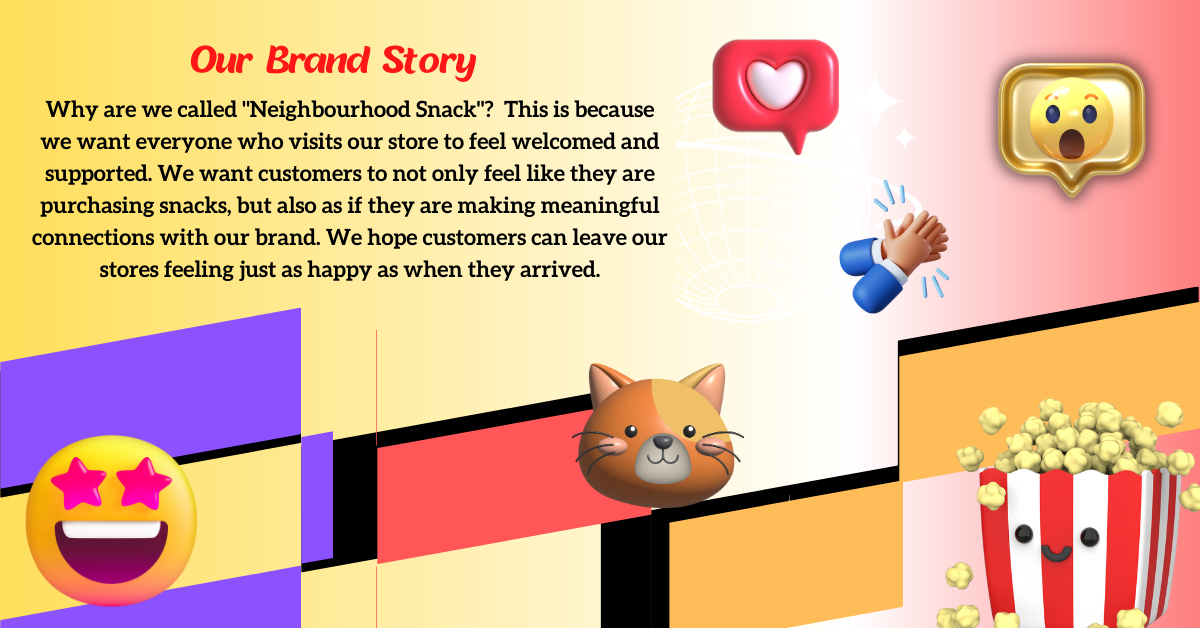 Our Brand Story
Why are we called "Neighbourhood Snack"?  This is because
we want everyone who visits our store to feel welcomed and
supported. We want customers to not only feel like they are
purchasing snacks, but also as if they are making meaningful
connections with our brand. We hope customers can leave our
stores feeling just as happy as when they arrived.